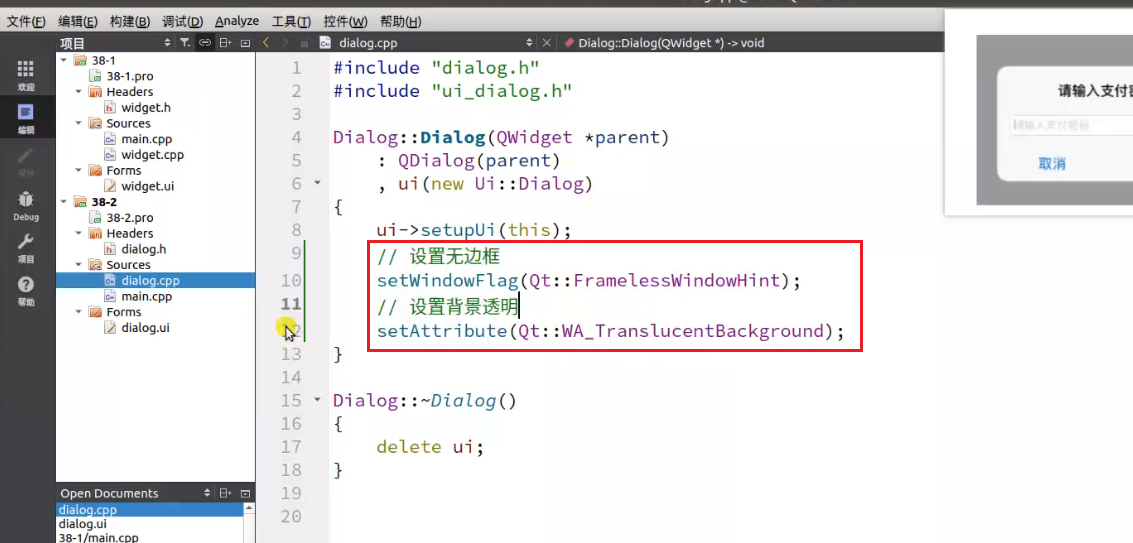 文件(F) 编辑(E) 构建(B) 调试(D) Analyze 工具(T) 控件(W) 帮助(H)
项目
dialog.cpp
Dialog::Dialog(QWidget *) -> void
欢迎
编辑
Debug
项目
帮助
38-1
38-1.pro
Headers
widget.h
Sources
main.cpp
widget.cpp
Forms
widget.ui
38-2
38-2.pro
Headers
dialog.h
Sources
dialog.cpp
main.cpp
Forms
dialog.ui
Open Documents
dialog.cpp
dialog.ui
38-1/main.cpp
1 #include "dialog.h"
2 #include "ui_dialog.h"
3
4 Dialog::Dialog(QWidget *parent)
5 : QDialog(parent)
6 , ui(new Ui::Dialog)
7 {
8 ui->setupUi(this);
9 // 设置无边框
10 setWindowFlag(Qt::FramelessWindowHint);
11 // 设置背景透明
12 setAttribute(Qt::WA_TranslucentBackground);
13 }
14
15 Dialog::~Dialog()
16 {
17 delete ui;
18 }
19
20
请输入支付密
请输入支付密码
取消